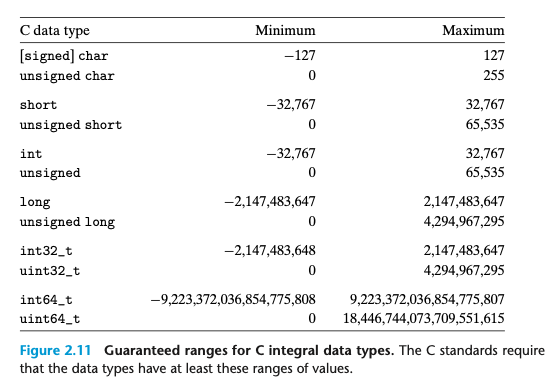 C data type Minimum Maximum
[signed] char −127 127
unsigned char 0 255
short −32,767 32,767
unsigned short 0 65,535
int −32,767 32,767
unsigned 0 65,535
long −2,147,483,647 2,147,483,647
unsigned long 0 4,294,967,295
int32_t −2,147,483,648 2,147,483,647
uint32_t 0 4,294,967,295
int64_t −9,223,372,036,854,775,808 9,223,372,036,854,775,807
uint64_t 0 18,446,744,073,709,551,615
Figure 2.11 Guaranteed ranges for C integral data types. The C standards require
that the data types have at least these ranges of values.